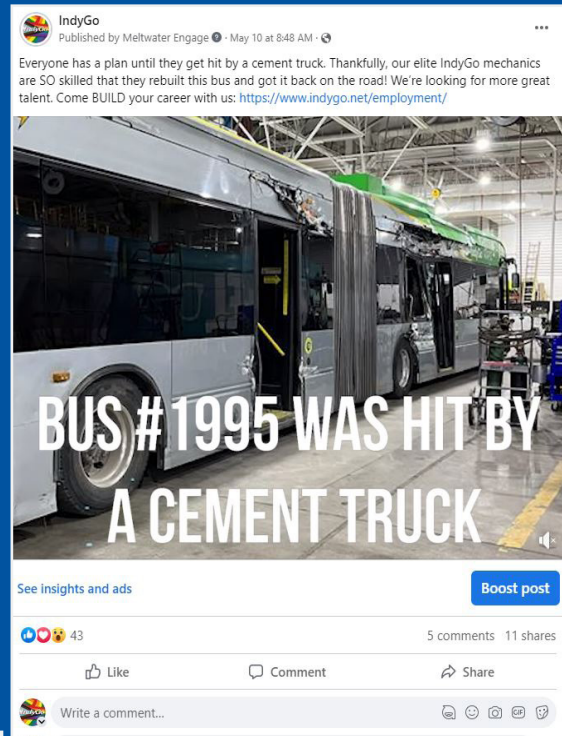 IndyGo
Published by Meltwater Engage · May 10 at 8:48 AM ·
Everyone has a plan until they get hit by a cement truck. Thankfully, our elite IndyGo mechanics
are SO skilled that they rebuilt this bus and got it back on the road! We're looking for more great
talent. Come BUILD your career with us: https://www.indygo.net/employment/
BUS #1995 WAS HIT BY
A CEMENT TRUCK
See insights and ads
Boost post
43
5 comments 11 shares
Like
Comment
Share
Write a comment...
GIF